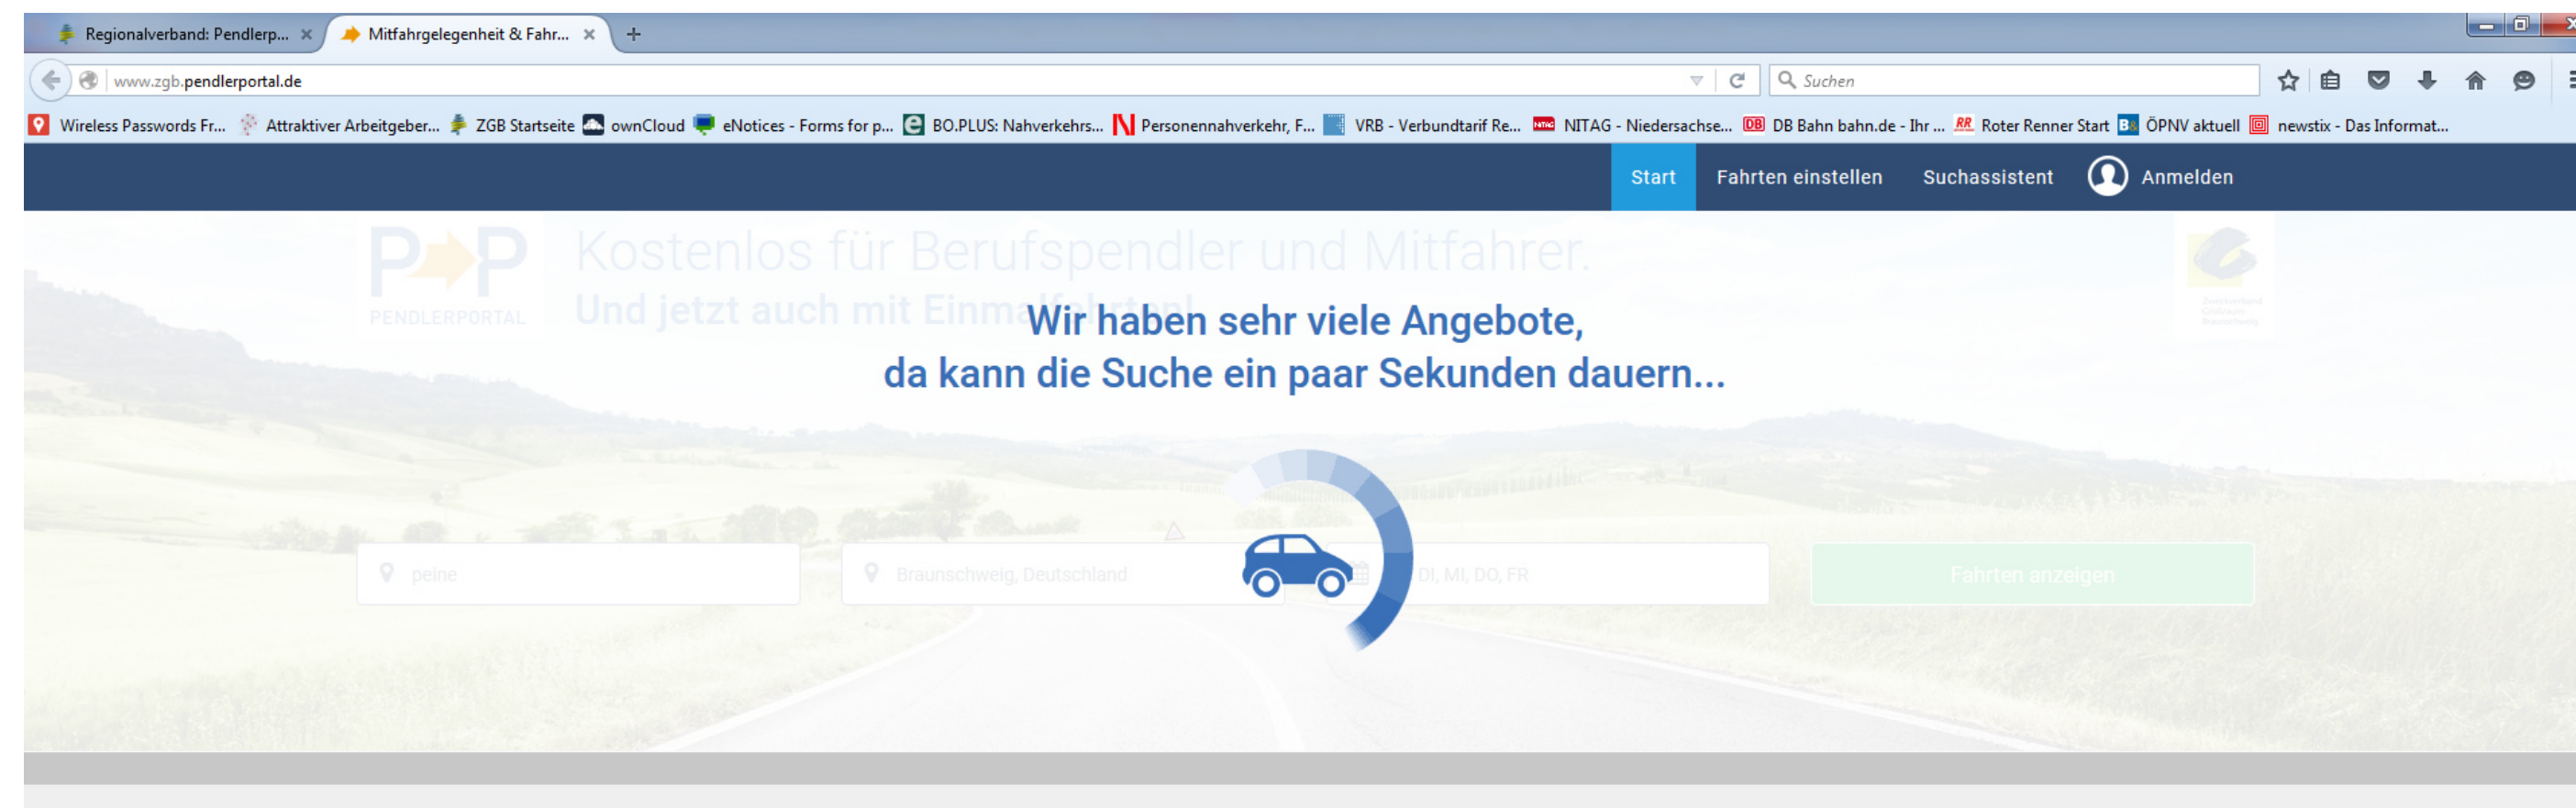 Regionalverband: Pendlerp...
Mitfahrgelegenheit & Fahr...
www.zgb.pendlerportal.de
Suchen
Wireless Passwords Fr... Attraktiver Arbeitgeber... ZGB Startseite ownCloud eNotices - Forms for p... BO.PLUS: Nahverkehrs... Personennahverkehr, F... VRB - Verbundtarif Re... NITAG - Niedersachse... DB Bahn bahn.de - Ihr ... Roter Renner Start ÖPNV aktuell newstix - Das Informat...
Start Fahrten einstellen Suchassistent Anmelden
P P
PENDLERPORTAL
Kostenlos für Berufspendler und Mitfahrer.
Und jetzt auch mit Einmalfahrten!
Zweckverband
Großraum
Braunschweig
Wir haben sehr viele Angebote,
da kann die Suche ein paar Sekunden dauern...
peine Braunschweig, Deutschland DI, MI, DO, FR Fahrten anzeigen